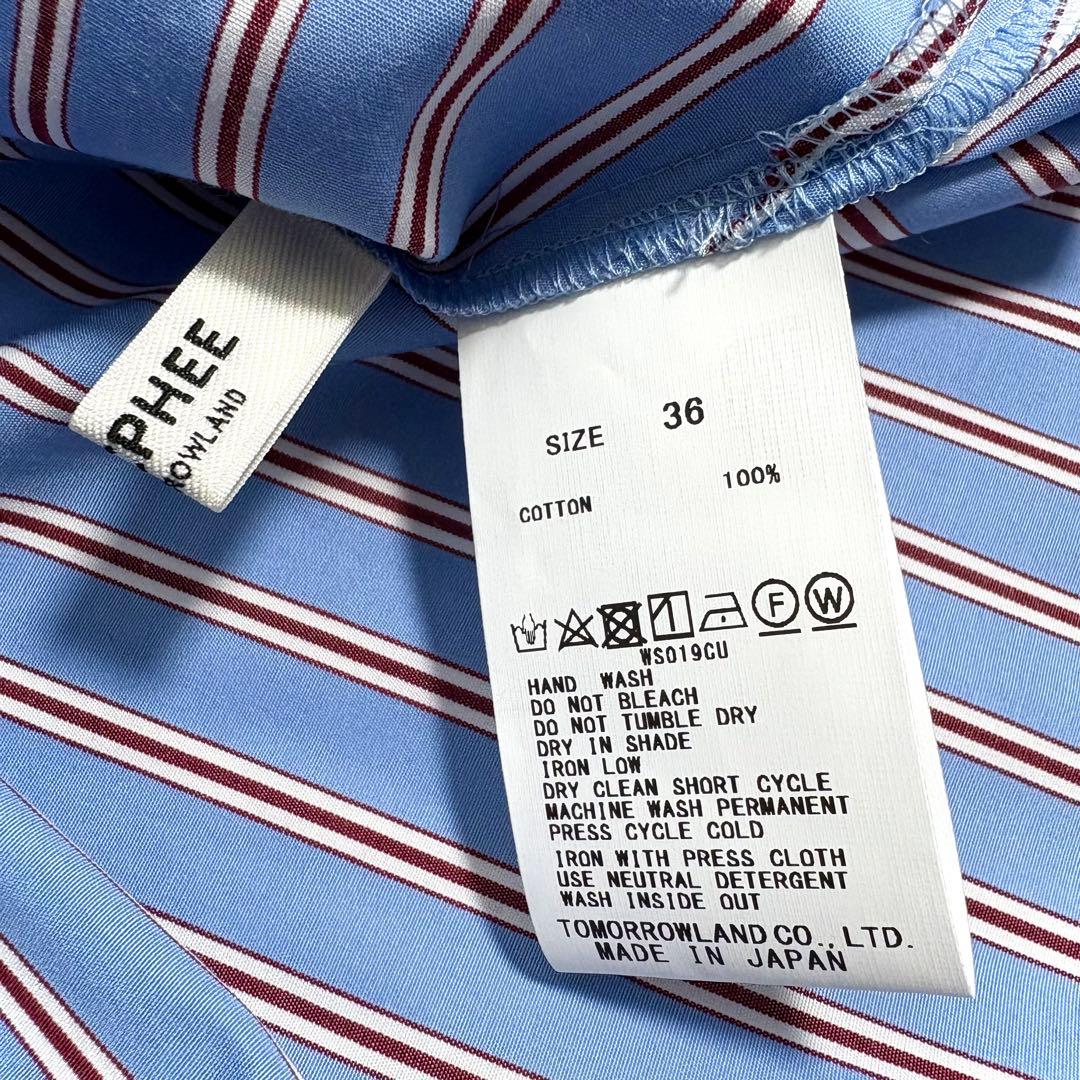 PHEE
ROWLAND
SIZE 36
COTTON 100%
F W
WS019CU
HAND WASH
DO NOT BLEACH
DO NOT TUMBLE DRY
DRY IN SHADE
IRON LOW
DRY CLEAN SHORT CYCLE
MACHINE WASH PERMANENT
PRESS CYCLE COLD
IRON WITH PRESS CLOTH
USE NEUTRAL DETERGENT
WASH INSIDE OUT
TOMORROWLAND CO., LTD.
MADE IN JAPAN